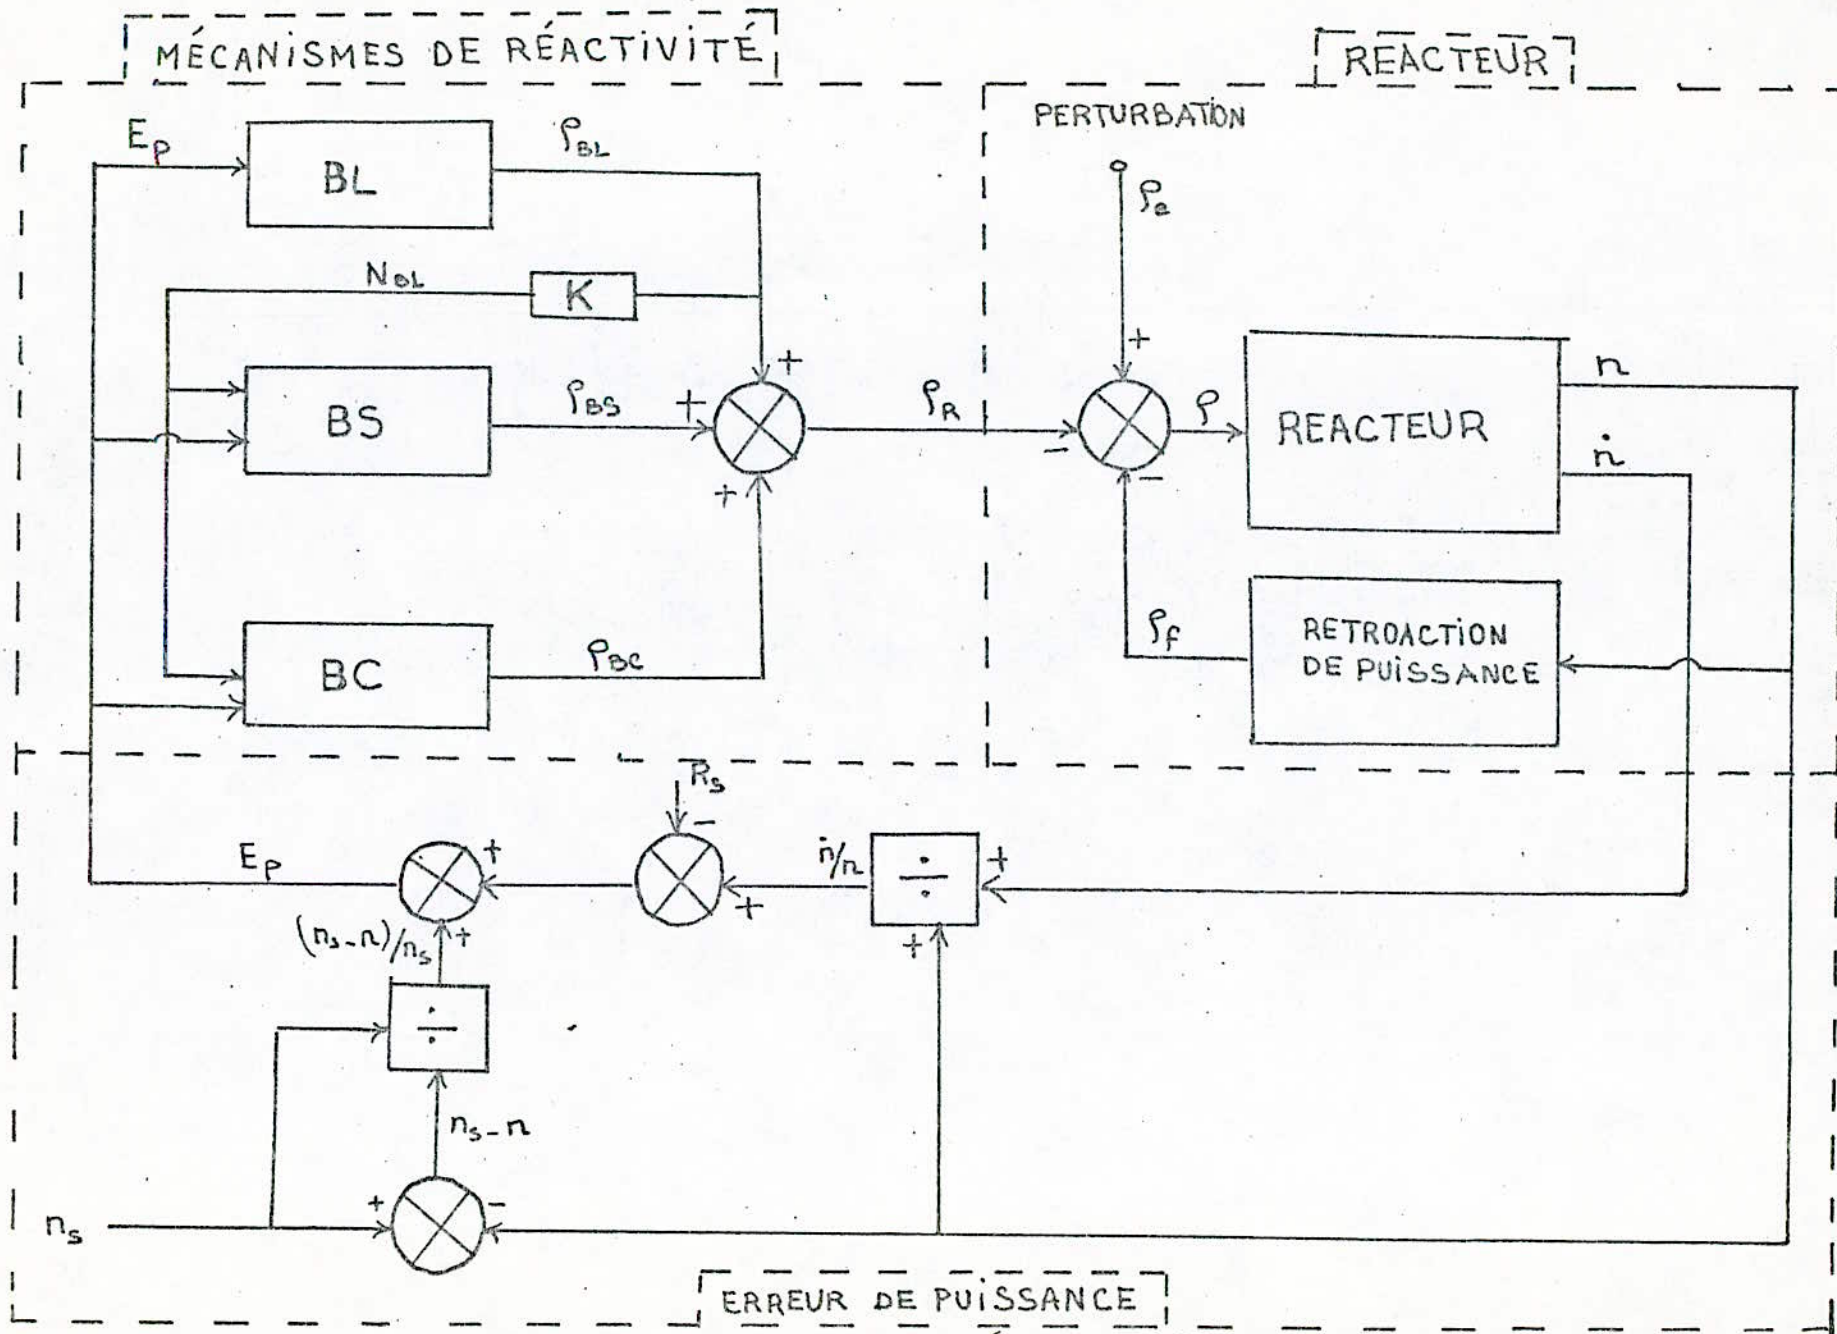 MÉCANISMES DE RÉACTIVITÉ
REACTEUR
PERTURBATION
Ep
BL
ρBL
ρe
+
NBL
K
+
BS
ρBS
+
ρR
-
ρ
REACTEUR
n
ṅ
+
-
BC
ρBC
ρf
RETROACTION
DE PUISSANCE
Rs
-
Ep
+
+
ṅ/n
÷
+
+
(ns-n)/ns
+
÷
ns-n
ns
+
-
ERREUR DE PUISSANCE